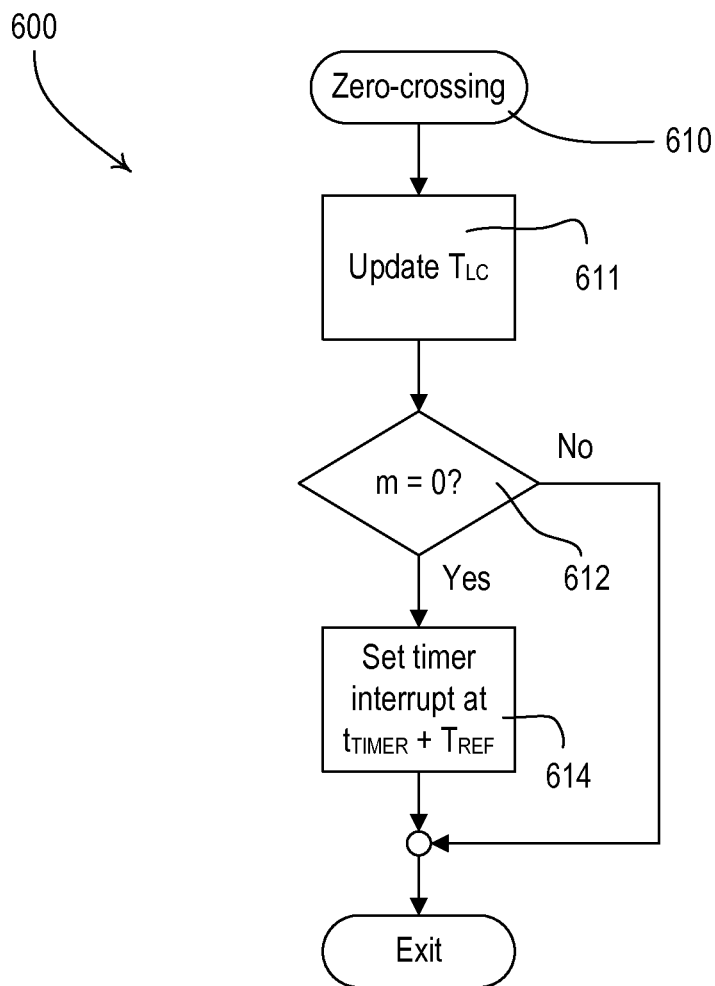 600
Zero-crossing
610
Update TLC
611
No
m = 0?
612
Yes
Set timer
interrupt at
tTIMER + TREF
614
Exit